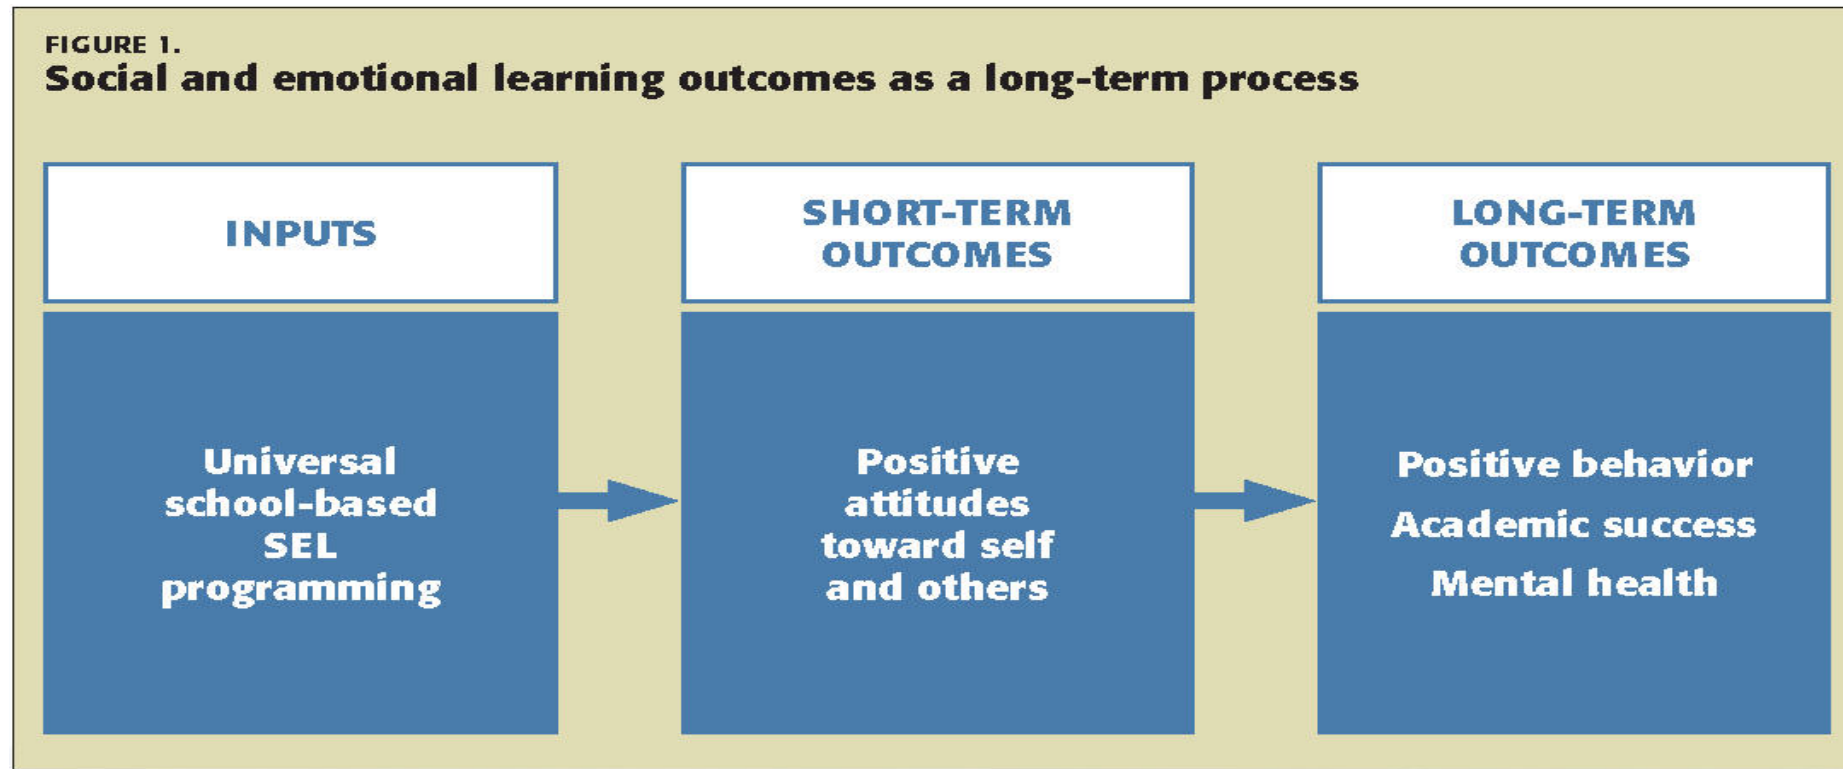 FIGURE 1.
Social and emotional learning outcomes as a long-term process
INPUTS
Universal
school-based
SEL
programming
SHORT-TERM
OUTCOMES
Positive
attitudes
toward self
and others
LONG-TERM
OUTCOMES
Positive behavior
Academic success
Mental health